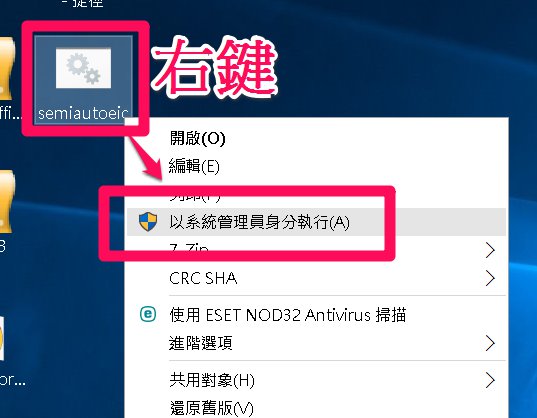 - 捷徑
ffi...
semiautoeic
右鍵
開啟(O)
編輯(E)
列印(P)
以系統管理員身分執行(A)
7-Zip
3
CRC SHA
使用 ESET NOD32 Antivirus 掃描
進階選項
or...
共用對象(H)
還原舊版(V)